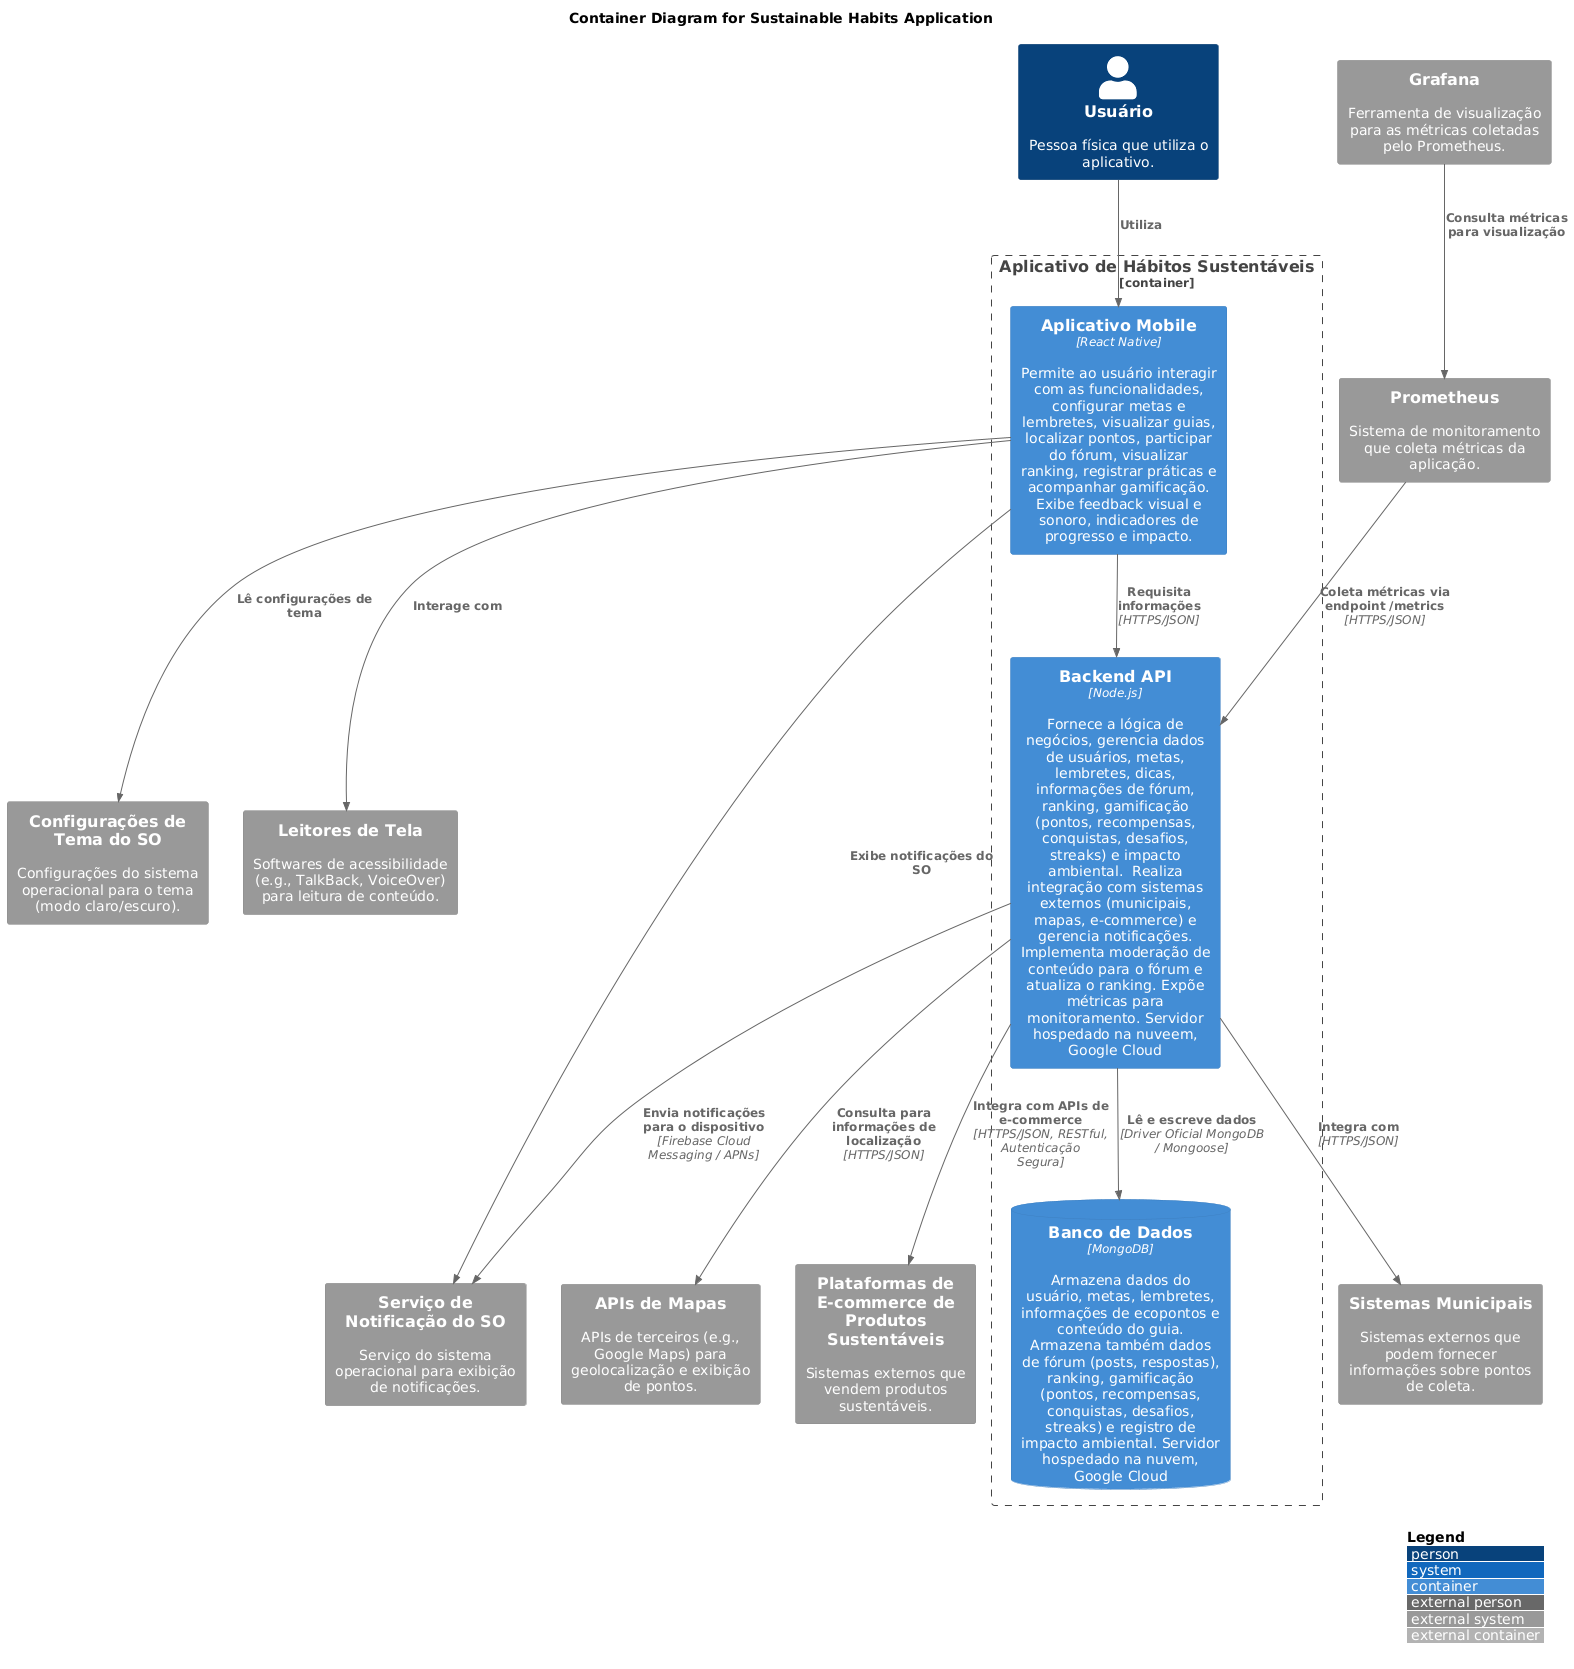 Container Diagram for Sustainable Habits Application
Usuário
Pessoa física que utiliza o
aplicativo.
Grafana
Ferramenta de visualização
para as métricas coletadas
pelo Prometheus.
Utiliza
Consulta métricas
para visualização
Aplicativo de Hábitos Sustentáveis
[container]
Aplicativo Mobile
[React Native]
Permite ao usuário interagir
com as funcionalidades,
configurar metas e
lembretes, visualizar guias,
localizar pontos, participar
do fórum, visualizar
ranking, registrar práticas e
acompanhar gamificação.
Exibe feedback visual e
sonoro, indicadores de
progresso e impacto.
Prometheus
Sistema de monitoramento
que coleta métricas da
aplicação.
Lê configurações de
tema
Interage com
Requisita
informações
[HTTPS/JSON]
Coleta métricas via
endpoint /metrics
[HTTPS/JSON]
Backend API
[Node.js]
Fornece a lógica de
negócios, gerencia dados
de usuários, metas,
lembretes, dicas,
informações de fórum,
ranking, gamificação
(pontos, recompensas,
conquistas, desafios,
streaks) e impacto
ambiental.  Realiza
integração com sistemas
externos (municipais,
mapas, e-commerce) e
gerencia notificações.
Implementa moderação de
conteúdo para o fórum e
atualiza o ranking. Expõe
métricas para
monitoramento. Servidor
hospedado na nuveem,
Google Cloud
Configurações de
Tema do SO
Configurações do sistema
operacional para o tema
(modo claro/escuro).
Leitores de Tela
Softwares de acessibilidade
(e.g., TalkBack, VoiceOver)
para leitura de conteúdo.
Exibe notificações do
SO
Envia notificações
para o dispositivo
[Firebase Cloud
Messaging / APNs]
Consulta para
informações de
localização
[HTTPS/JSON]
Integra com APIs de
e-commerce
[HTTPS/JSON, RESTful,
Autenticação
Segura]
Lê e escreve dados
[Driver Oficial MongoDB
/ Mongoose]
Integra com
[HTTPS/JSON]
Serviço de
Notificação do SO
Serviço do sistema
operacional para exibição
de notificações.
APIs de Mapas
APIs de terceiros (e.g.,
Google Maps) para
geolocalização e exibição
de pontos.
Plataformas de
E-commerce de
Produtos
Sustentáveis
Sistemas externos que
vendem produtos
sustentáveis.
Banco de Dados
[MongoDB]
Armazena dados do
usuário, metas, lembretes,
informações de ecopontos e
conteúdo do guia.
Armazena também dados
de fórum (posts, respostas),
ranking, gamificação
(pontos, recompensas,
conquistas, desafios,
streaks) e registro de
impacto ambiental. Servidor
hospedado na nuvem,
Google Cloud
Sistemas Municipais
Sistemas externos que
podem fornecer
informações sobre pontos
de coleta.
Legend
person
system
container
external person
external system
external container